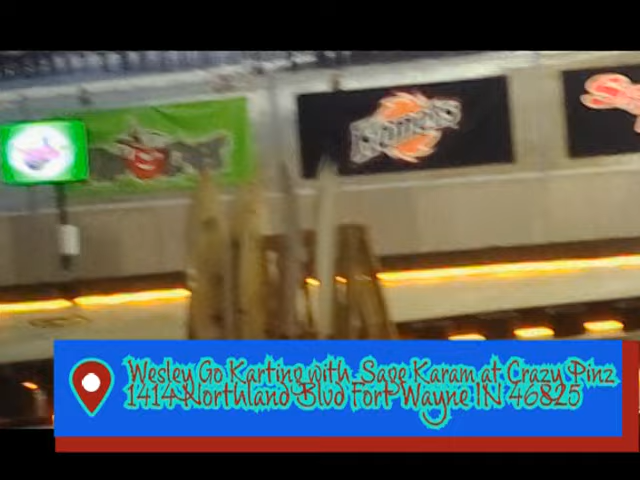 Wesley Go Karting with Sage Karam at Crazy Pinz
1414 Northland Blvd Fort Wayne IN 46825